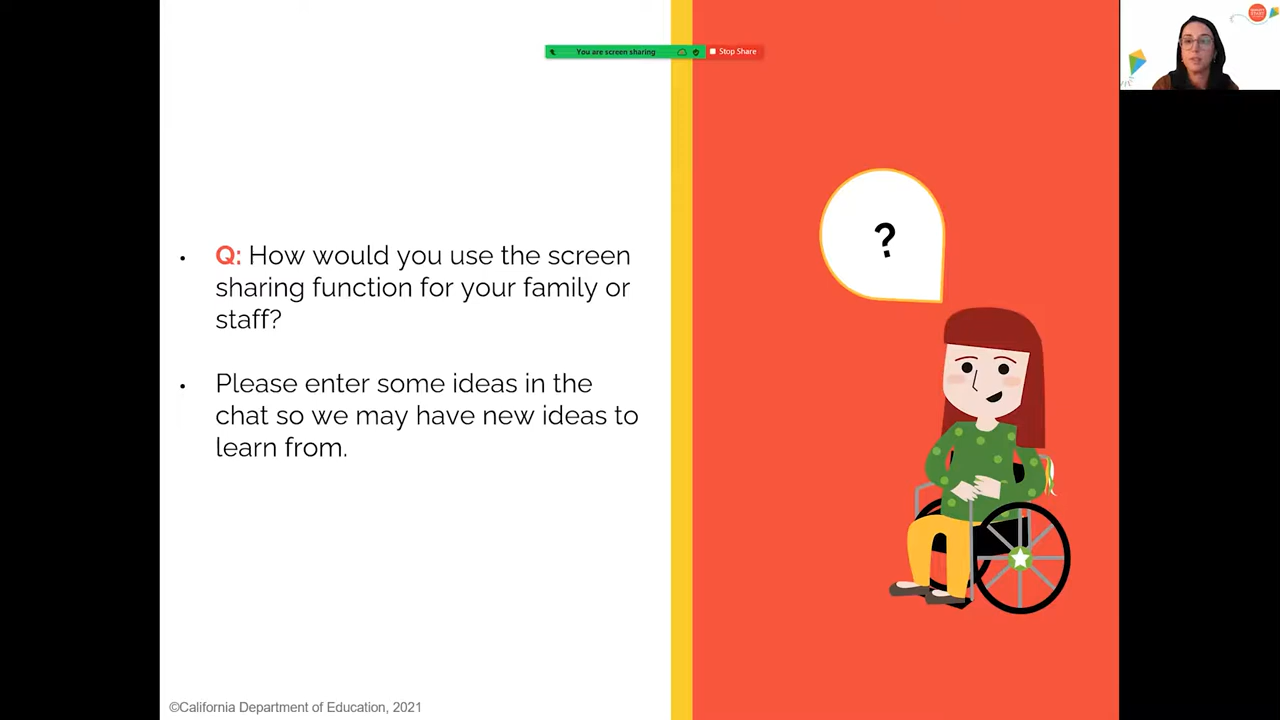 You are screen sharing
Stop Share
?
• Q: How would you use the screen
sharing function for your family or
staff?
• Please enter some ideas in the
chat so we may have new ideas to
learn from.
©California Department of Education, 2021